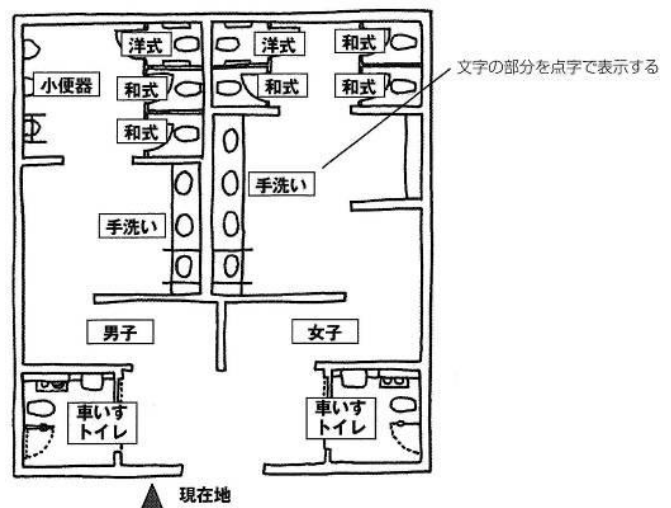 洋式
洋式
和式
小便器
和式
和式
和式
和式
文字の部分を点字で表示する
手洗い
手洗い
男子
女子
車いす
トイレ
車いす
トイレ
現在地